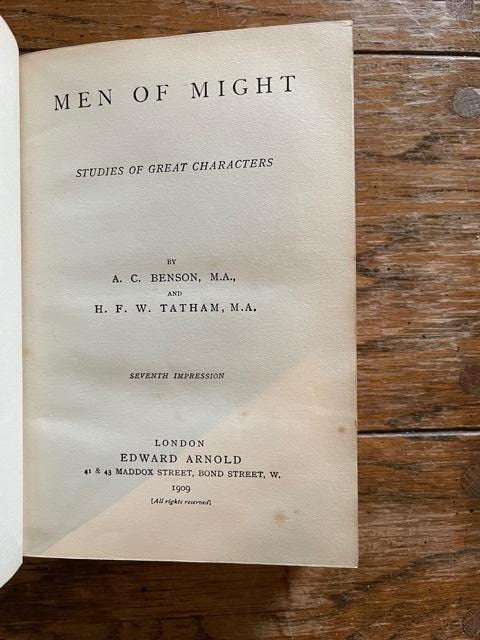 MEN OF MIGHT
STUDIES OF GREAT CHARACTERS
BY
A. C. BENSON, M.A.,
AND
H. F. W. TATHAM, M.A.
SEVENTH IMPRESSION
LONDON
EDWARD ARNOLD
41 & 43 MADDOX STREET, BOND STREET, W.
1909
[All rights reserved]